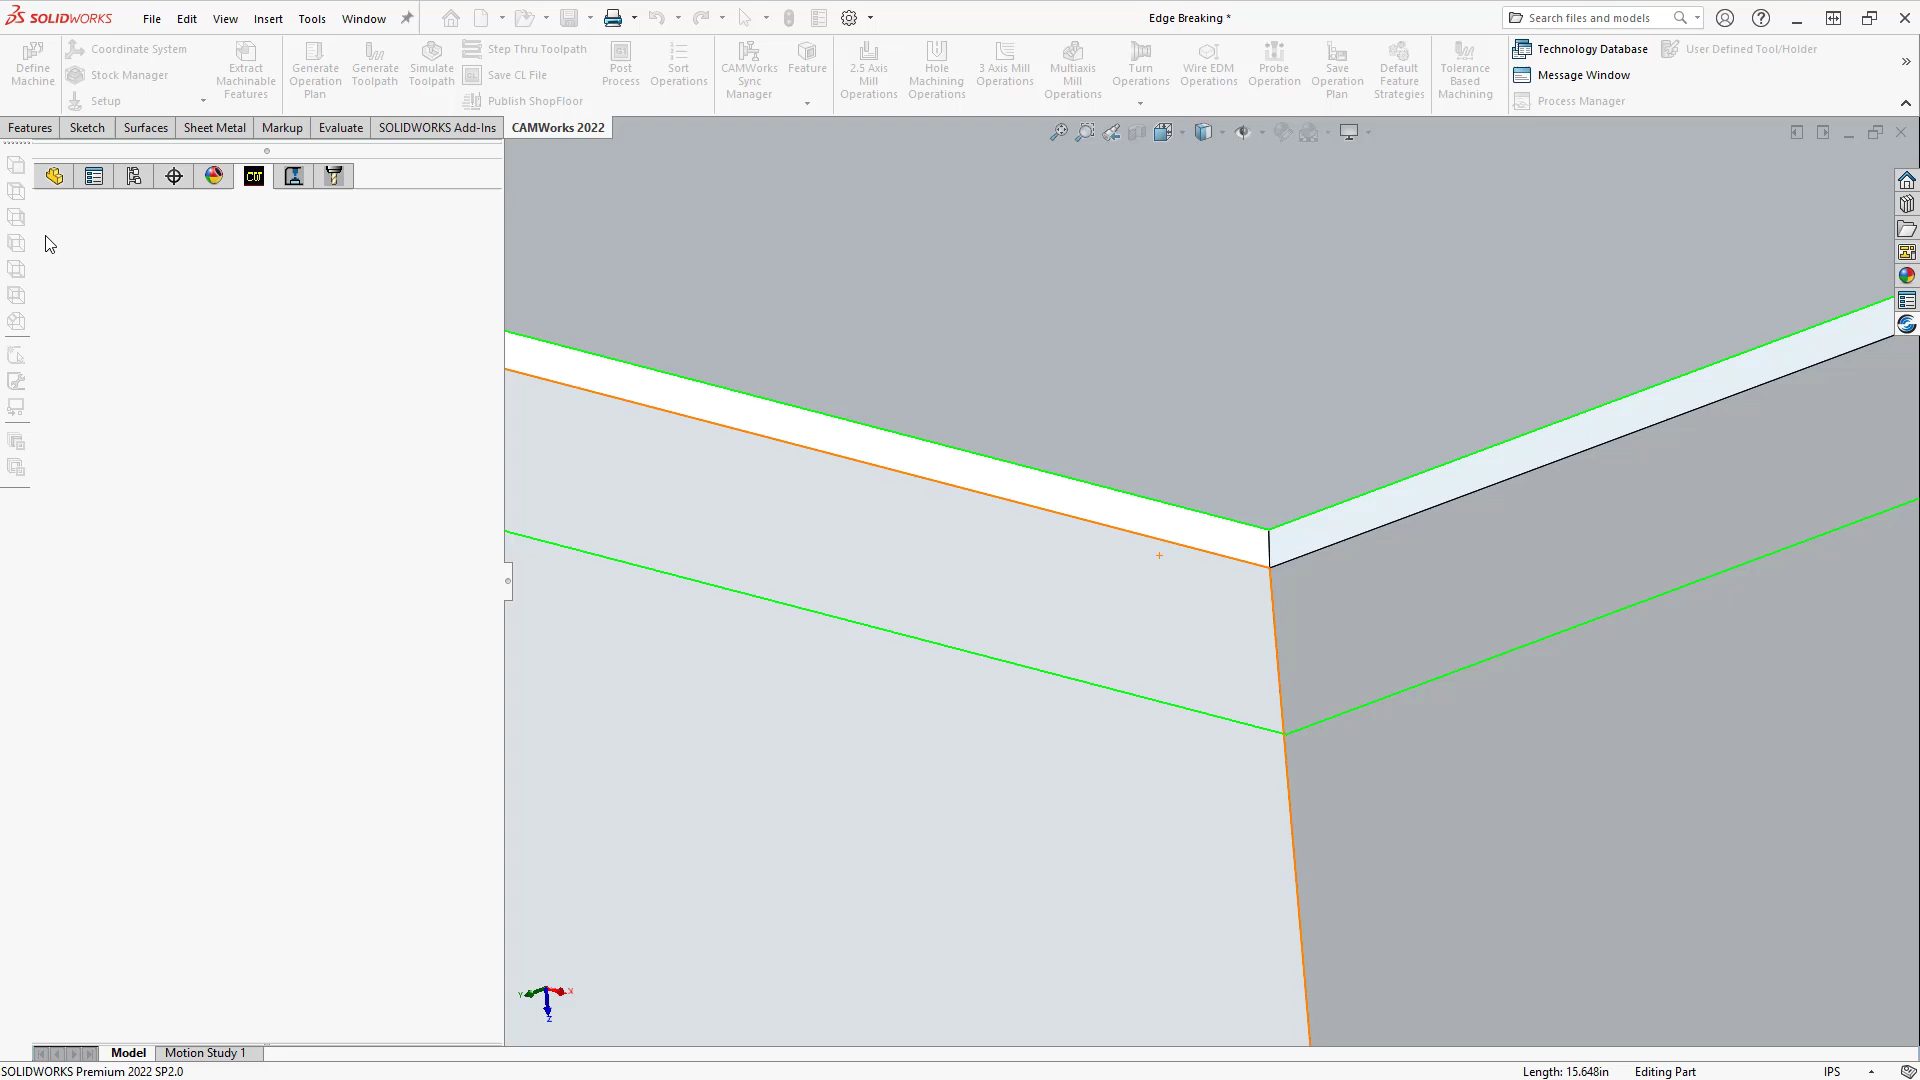 SOLIDWORKS File Edit View Insert Tools Window Edge Breaking * Search files and models
Define Machine
Coordinate System
Stock Manager
Setup
Extract Machinable Features
Generate Operation Plan
Generate Toolpath
Simulate Toolpath
Step Thru Toolpath
Save CL File
Publish ShopFloor
Post Process
Sort Operations
CAMWorks Sync Manager
Feature
2.5 Axis Mill Operations
Hole Machining Operations
3 Axis Mill Operations
Multiaxis Mill Operations
Turn Operations
Wire EDM Operations
Probe Operation
Save Operation Plan
Default Feature Strategies
Tolerance Based Machining
Technology Database
Message Window
Process Manager
User Defined Tool/Holder
Features Sketch Surfaces Sheet Metal Markup Evaluate SOLIDWORKS Add-Ins CAMWorks 2022
CW
Y X
Z
Model Motion Study 1
SOLIDWORKS Premium 2022 SP2.0 Length: 15.648in Editing Part IPS